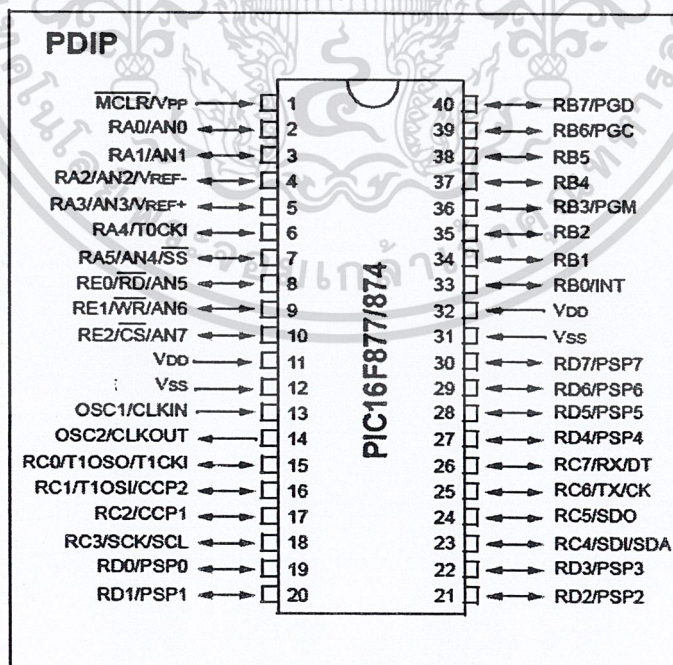 PDIP
MCLR/VPP 1 40 RB7/PGD
RA0/AN0 2 39 RB6/PGC
RA1/AN1 3 38 RB5
RA2/AN2/VREF- 4 37 RB4
RA3/AN3/VREF+ 5 36 RB3/PGM
RA4/T0CKI 6 35 RB2
RA5/AN4/SS 7 34 RB1
RE0/RD/AN5 8 33 RB0/INT
RE1/WR/AN6 9 32 VDD
RE2/CS/AN7 10 31 VSS
VDD 11 30 RD7/PSP7
VSS 12 29 RD6/PSP6
OSC1/CLKIN 13 28 RD5/PSP5
OSC2/CLKOUT 14 27 RD4/PSP4
RC0/T1OSO/T1CKI 15 26 RC7/RX/DT
RC1/T1OSI/CCP2 16 25 RC6/TX/CK
RC2/CCP1 17 24 RC5/SDO
RC3/SCK/SCL 18 23 RC4/SDI/SDA
RD0/PSP0 19 22 RD3/PSP3
RD1/PSP1 20 21 RD2/PSP2
PIC16F877/874